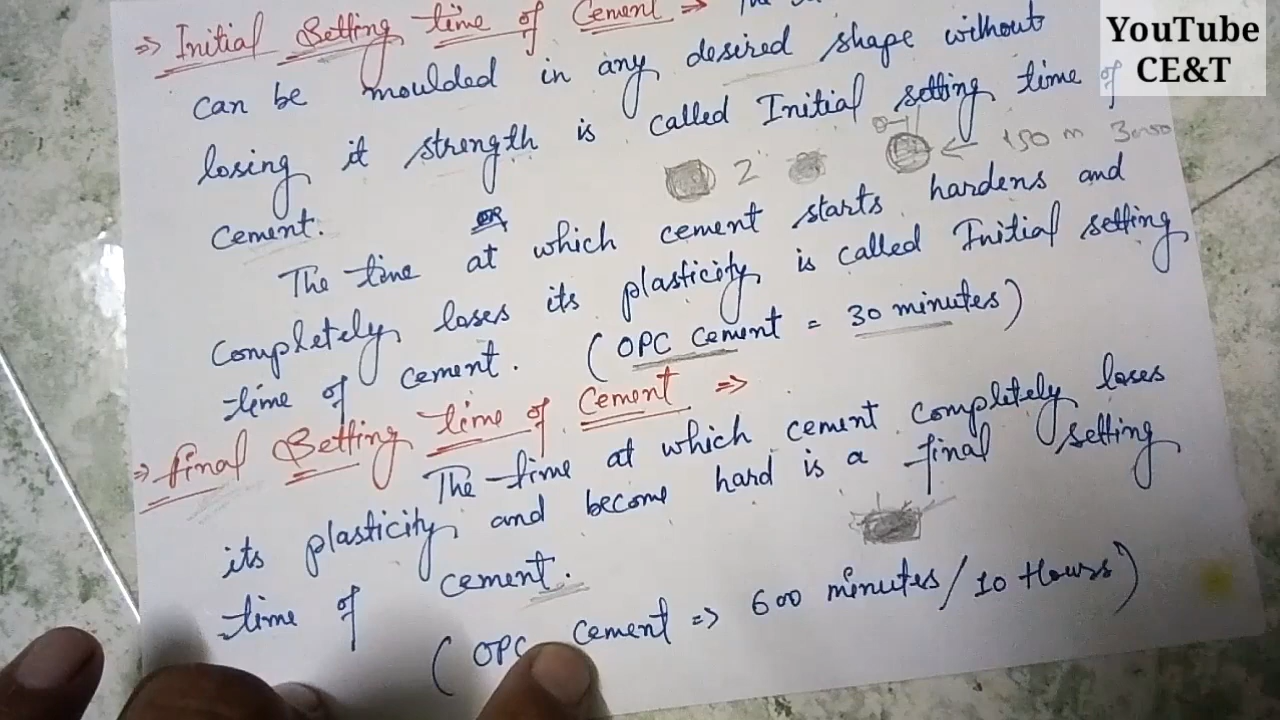 YouTube
CE&T
=> Initial Setting time of Cement => The
can be moulded in any desired shape without
losing it strength is called Initial setting time of
cement.
2
150 m
OR
The time at which cement starts hardens and
completely loses its plasticity is called Initial setting
time of cement. (OPC cement = 30 minutes)
=> final Setting time of Cement =>
The time at which cement completely loses
its plasticity and become hard is a final setting
time of cement.
(OPC cement => 600 minutes/10 Hours)